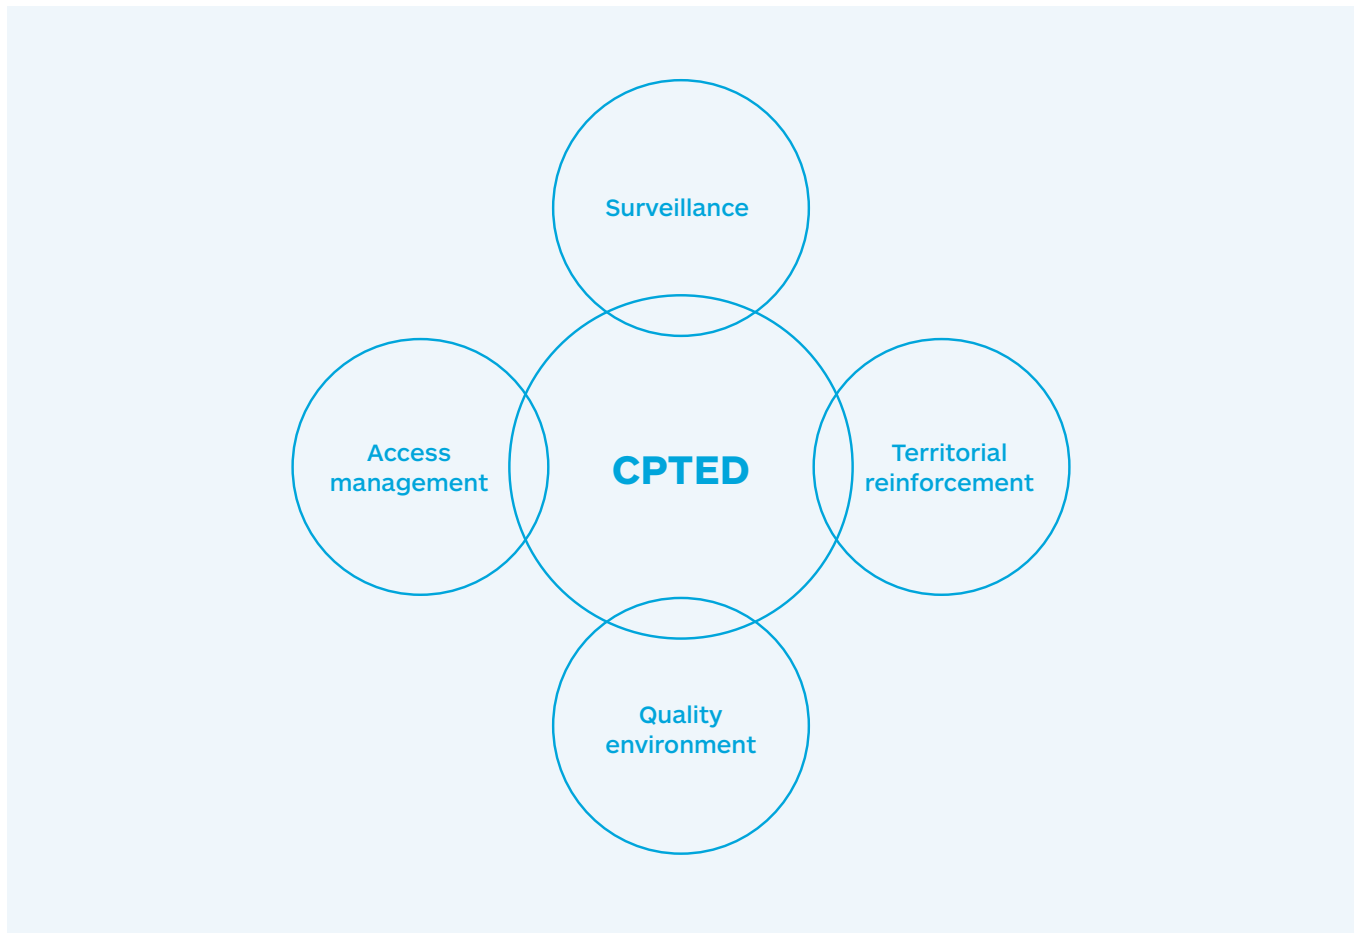 Surveillance
Access
management
CPTED
Territorial
reinforcement
Quality
environment